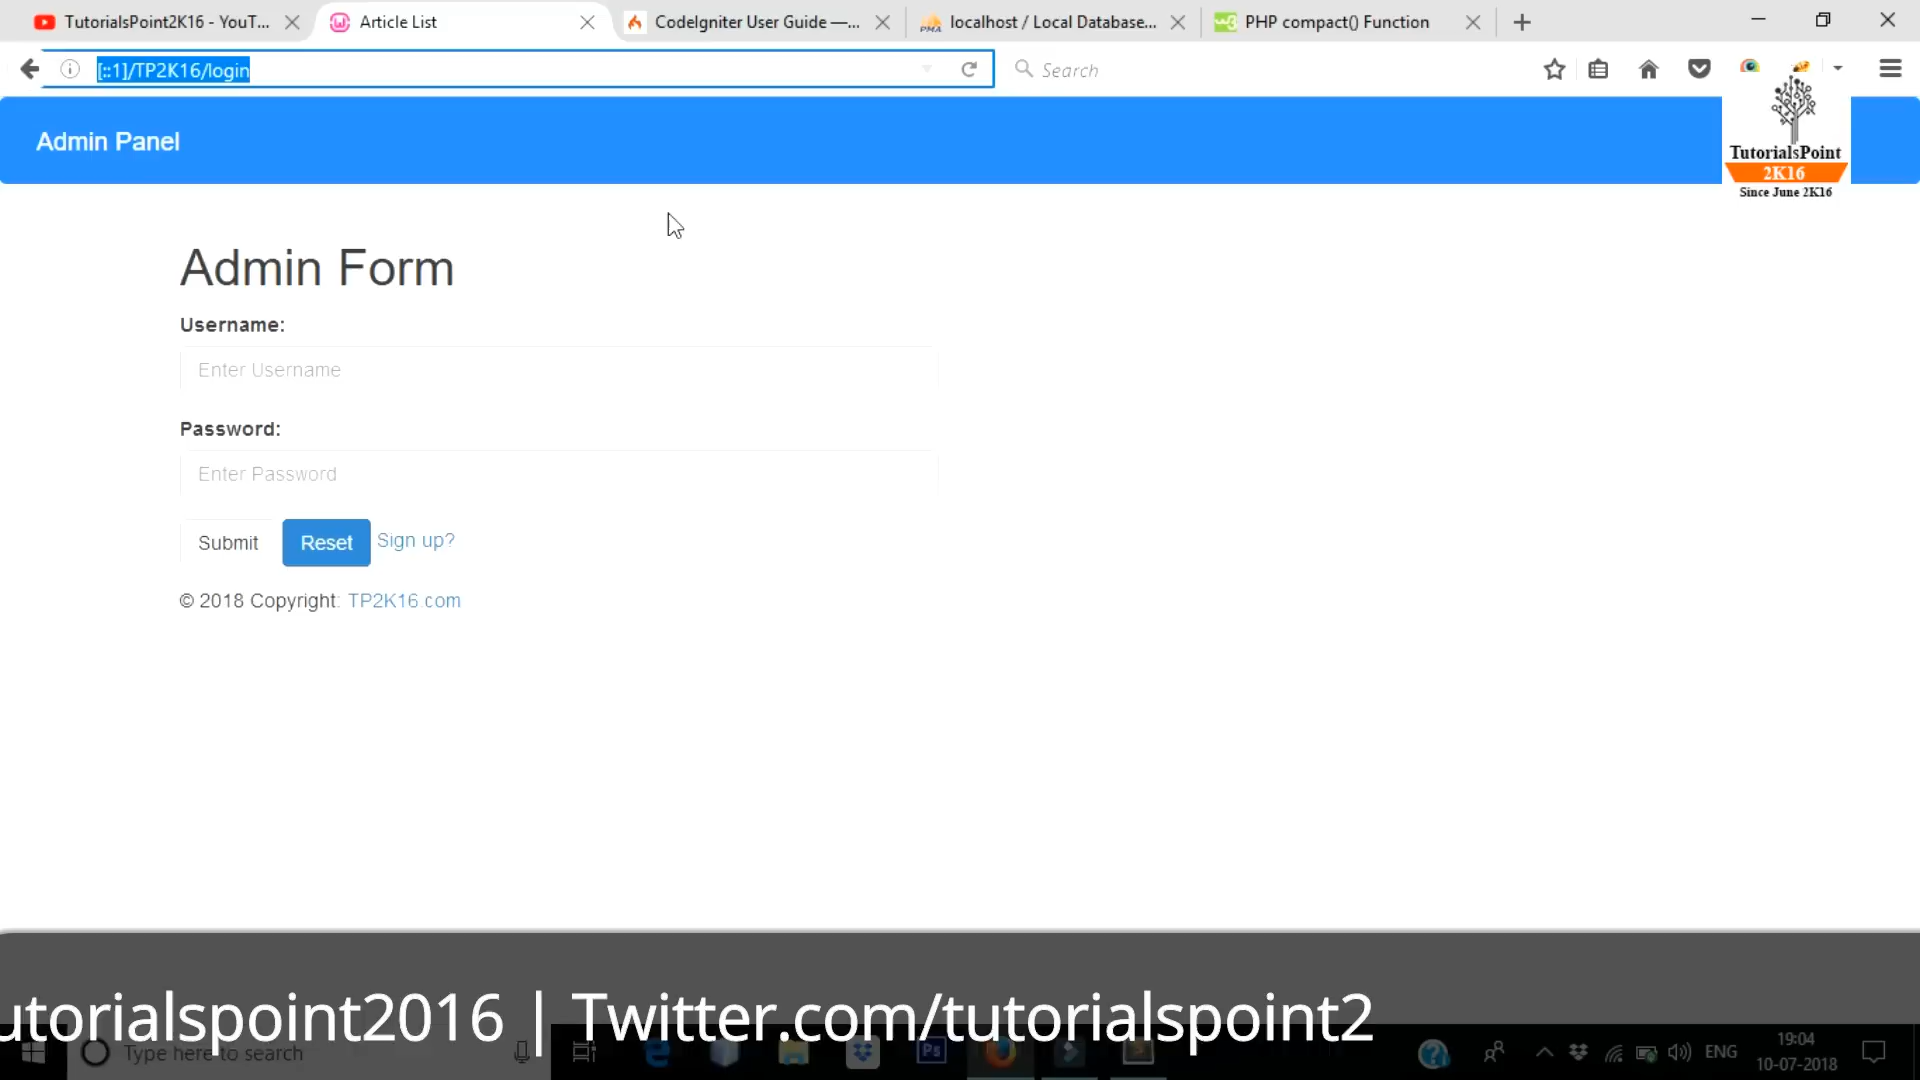 TutorialsPoint2K16 - YouT...
Article List
CodeIgniter User Guide —...
localhost / Local Database...
PHP compact() Function
[::1]/TP2K16/login
Search
Admin Panel
TutorialsPoint
2K16
Since June 2K16
Admin Form
Username:
Enter Username
Password:
Enter Password
Submit Reset Sign up?
© 2018 Copyright: TP2K16 com
utorialspoint2016 | Twitter.com/tutorialspoint2
Type here to search
Ps
ENG
19:04
10-07-2018